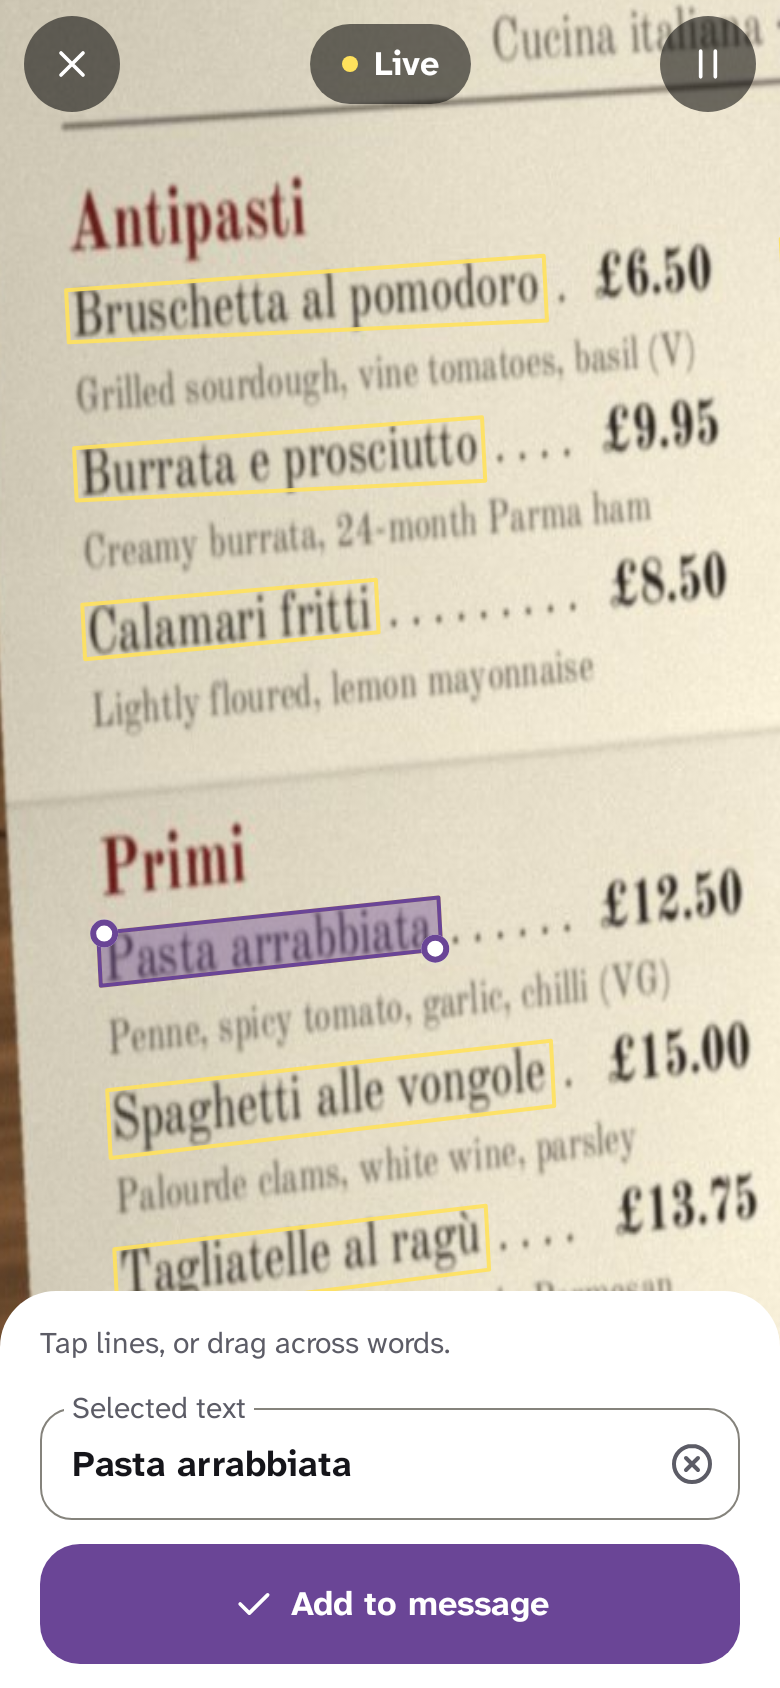 Cucina italiana
Live
Antipasti
Bruschetta al pomodoro . £6.50
Grilled sourdough, vine tomatoes, basil (V)
Burrata e prosciutto .... £9.95
Creamy burrata, 24-month Parma ham
Calamari fritti ......... £8.50
Lightly floured, lemon mayonnaise
Primi
Pasta arrabbiata ...... £12.50
Penne, spicy tomato, garlic, chilli (VG)
Spaghetti alle vongole . £15.00
Palourde clams, white wine, parsley
Tagliatelle al ragù .... £13.75
Parmesan
Tap lines, or drag across words.
Selected text
Pasta arrabbiata
Add to message